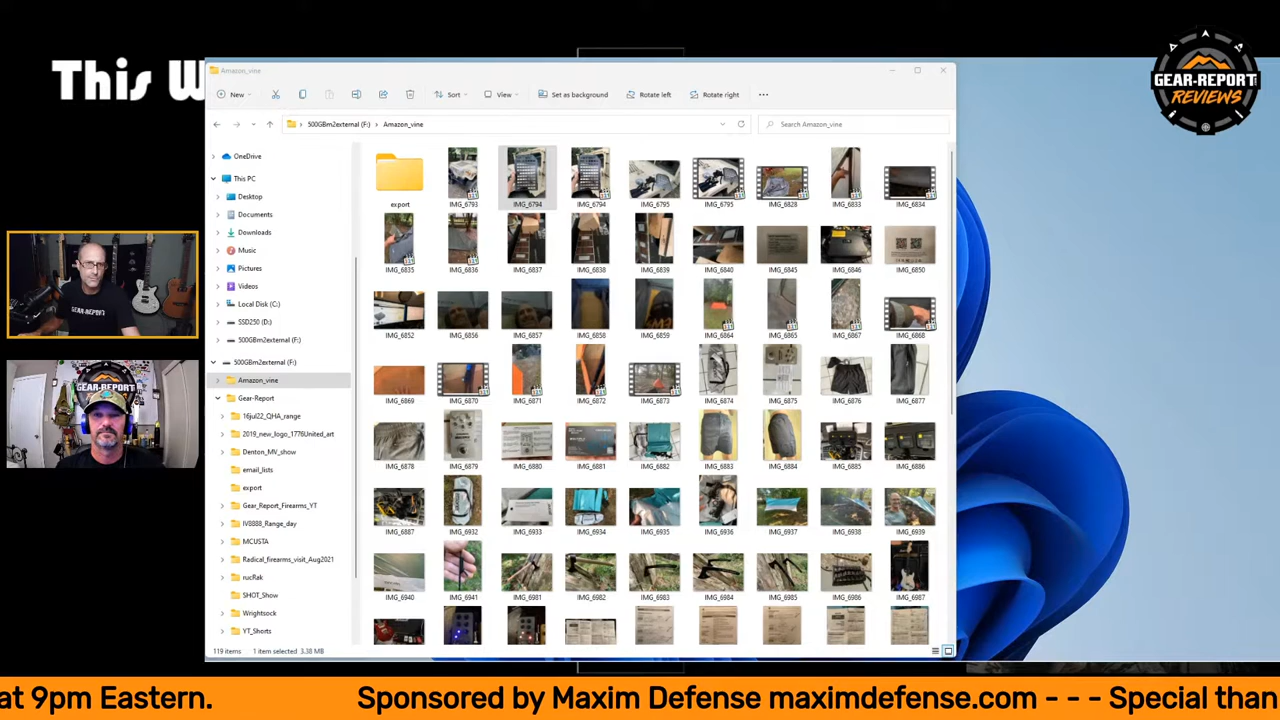 This W
GEAR-REPORT
REVIEWS
Amazon_vine
New
Sort
View
Set as background
Rotate left
Rotate right
500GBm2external (F:) > Amazon_vine
Search Amazon_vine
OneDrive
This PC
Desktop
Documents
Downloads
Music
Pictures
Videos
Local Disk (C:)
SSD250 (D:)
500GBm2external (F:)
500GBm2external (F:)
Amazon_vine
Gear-Report
16jul22_QHA_range
2019_new_logo_1776United_art
Denton_MV_show
email_lists
export
Gear_Report_Firearms_YT
IV8888_Range_day
MCUSTA
Radical_firearms_visit_Aug2021
rucRak
SHOT_Show
Wrightsock
YT_Shorts
export IMG_6793 IMG_6794 IMG_6794 IMG_6795 IMG_6795 IMG_6828 IMG_6833 IMG_6834
IMG_6835 IMG_6836 IMG_6837 IMG_6838 IMG_6839 IMG_6840 IMG_6845 IMG_6846 IMG_6850
IMG_6852 IMG_6856 IMG_6857 IMG_6858 IMG_6859 IMG_6864 IMG_6865 IMG_6867 IMG_6868
IMG_6869 IMG_6870 IMG_6871 IMG_6872 IMG_6873 IMG_6874 IMG_6875 IMG_6876 IMG_6877
IMG_6878 IMG_6879 IMG_6880 IMG_6881 IMG_6882 IMG_6883 IMG_6884 IMG_6885 IMG_6886
IMG_6887 IMG_6932 IMG_6933 IMG_6934 IMG_6935 IMG_6936 IMG_6937 IMG_6938 IMG_6939
IMG_6940 IMG_6941 IMG_6981 IMG_6982 IMG_6983 IMG_6984 IMG_6985 IMG_6986 IMG_6987
119 items 1 item selected 3.38 MB
GEAR-REPORT
GEAR-REPORT
at 9pm Eastern. Sponsored by Maxim Defense maximdefense.com - - - Special than